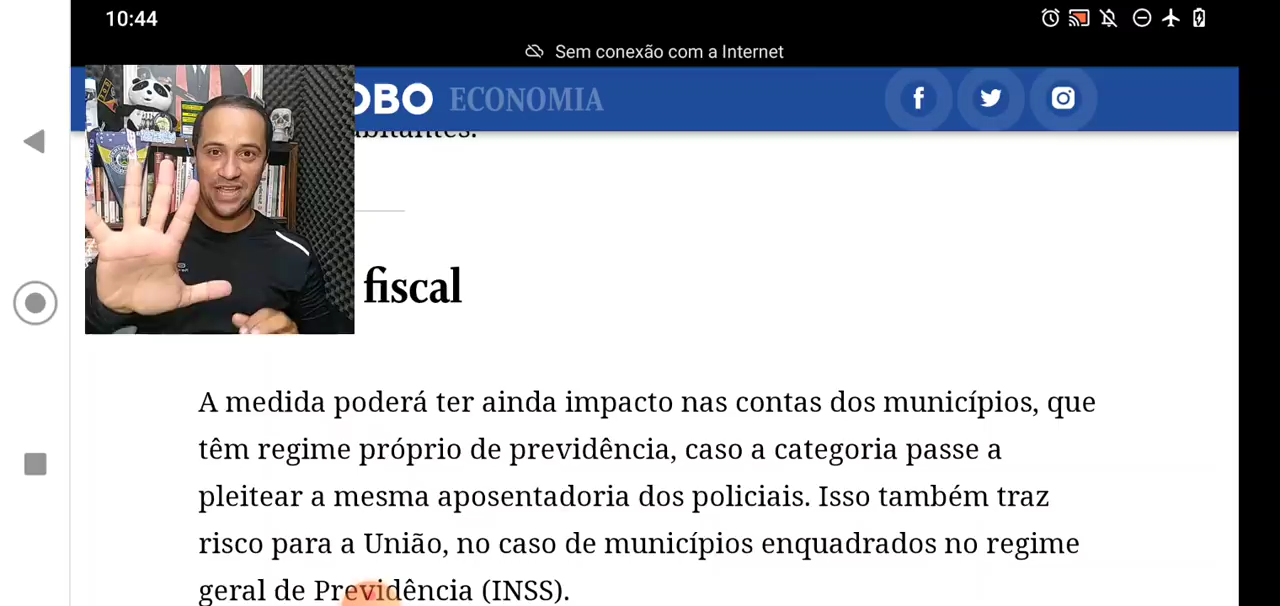 10:44
Sem conexão com a Internet
OBO ECONOMIA
abitantes.
fiscal
A medida poderá ter ainda impacto nas contas dos municípios, que
têm regime próprio de previdência, caso a categoria passe a
pleitear a mesma aposentadoria dos policiais. Isso também traz
risco para a União, no caso de municípios enquadrados no regime
geral de Previdência (INSS).